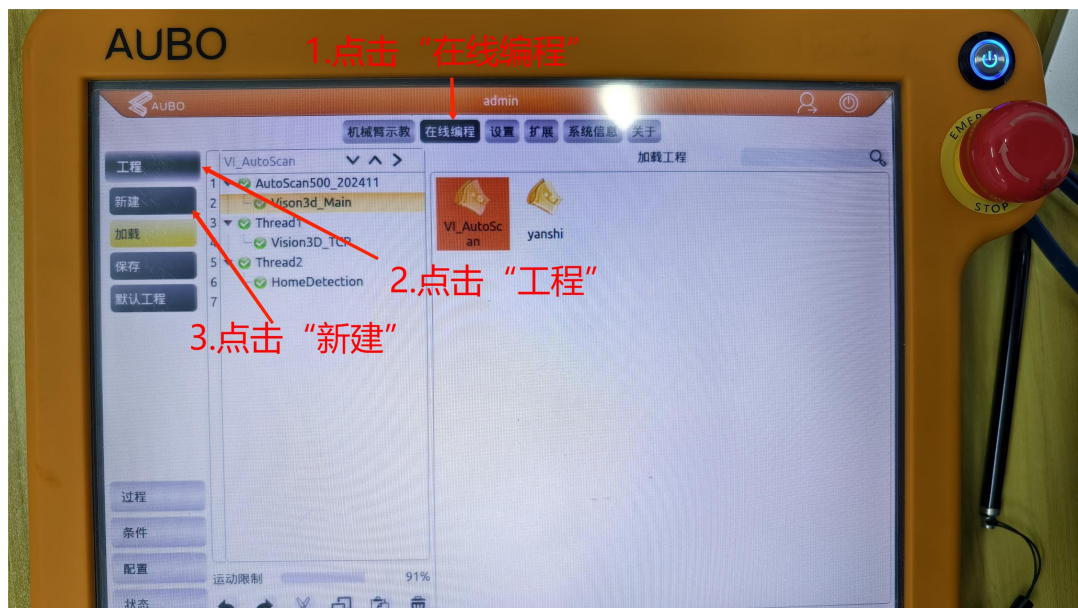 AUBO
1.点击“在线编程”
AUBO
admin
机械臂示教 在线编程 设置 扩展 系统信息 关于
工程
新建
加载
保存
默认工程
VI_AutoScan
1 AutoScan500_202411
2 Vison3d_Main
3 Thread1
4 Vision3D_TCP
5 Thread2
6 HomeDetection
7
加载工程
VI_AutoSc
an
yanshi
2.点击“工程”
3.点击“新建”
过程
条件
配置
状态
运动限制 91%
EMER
STOP